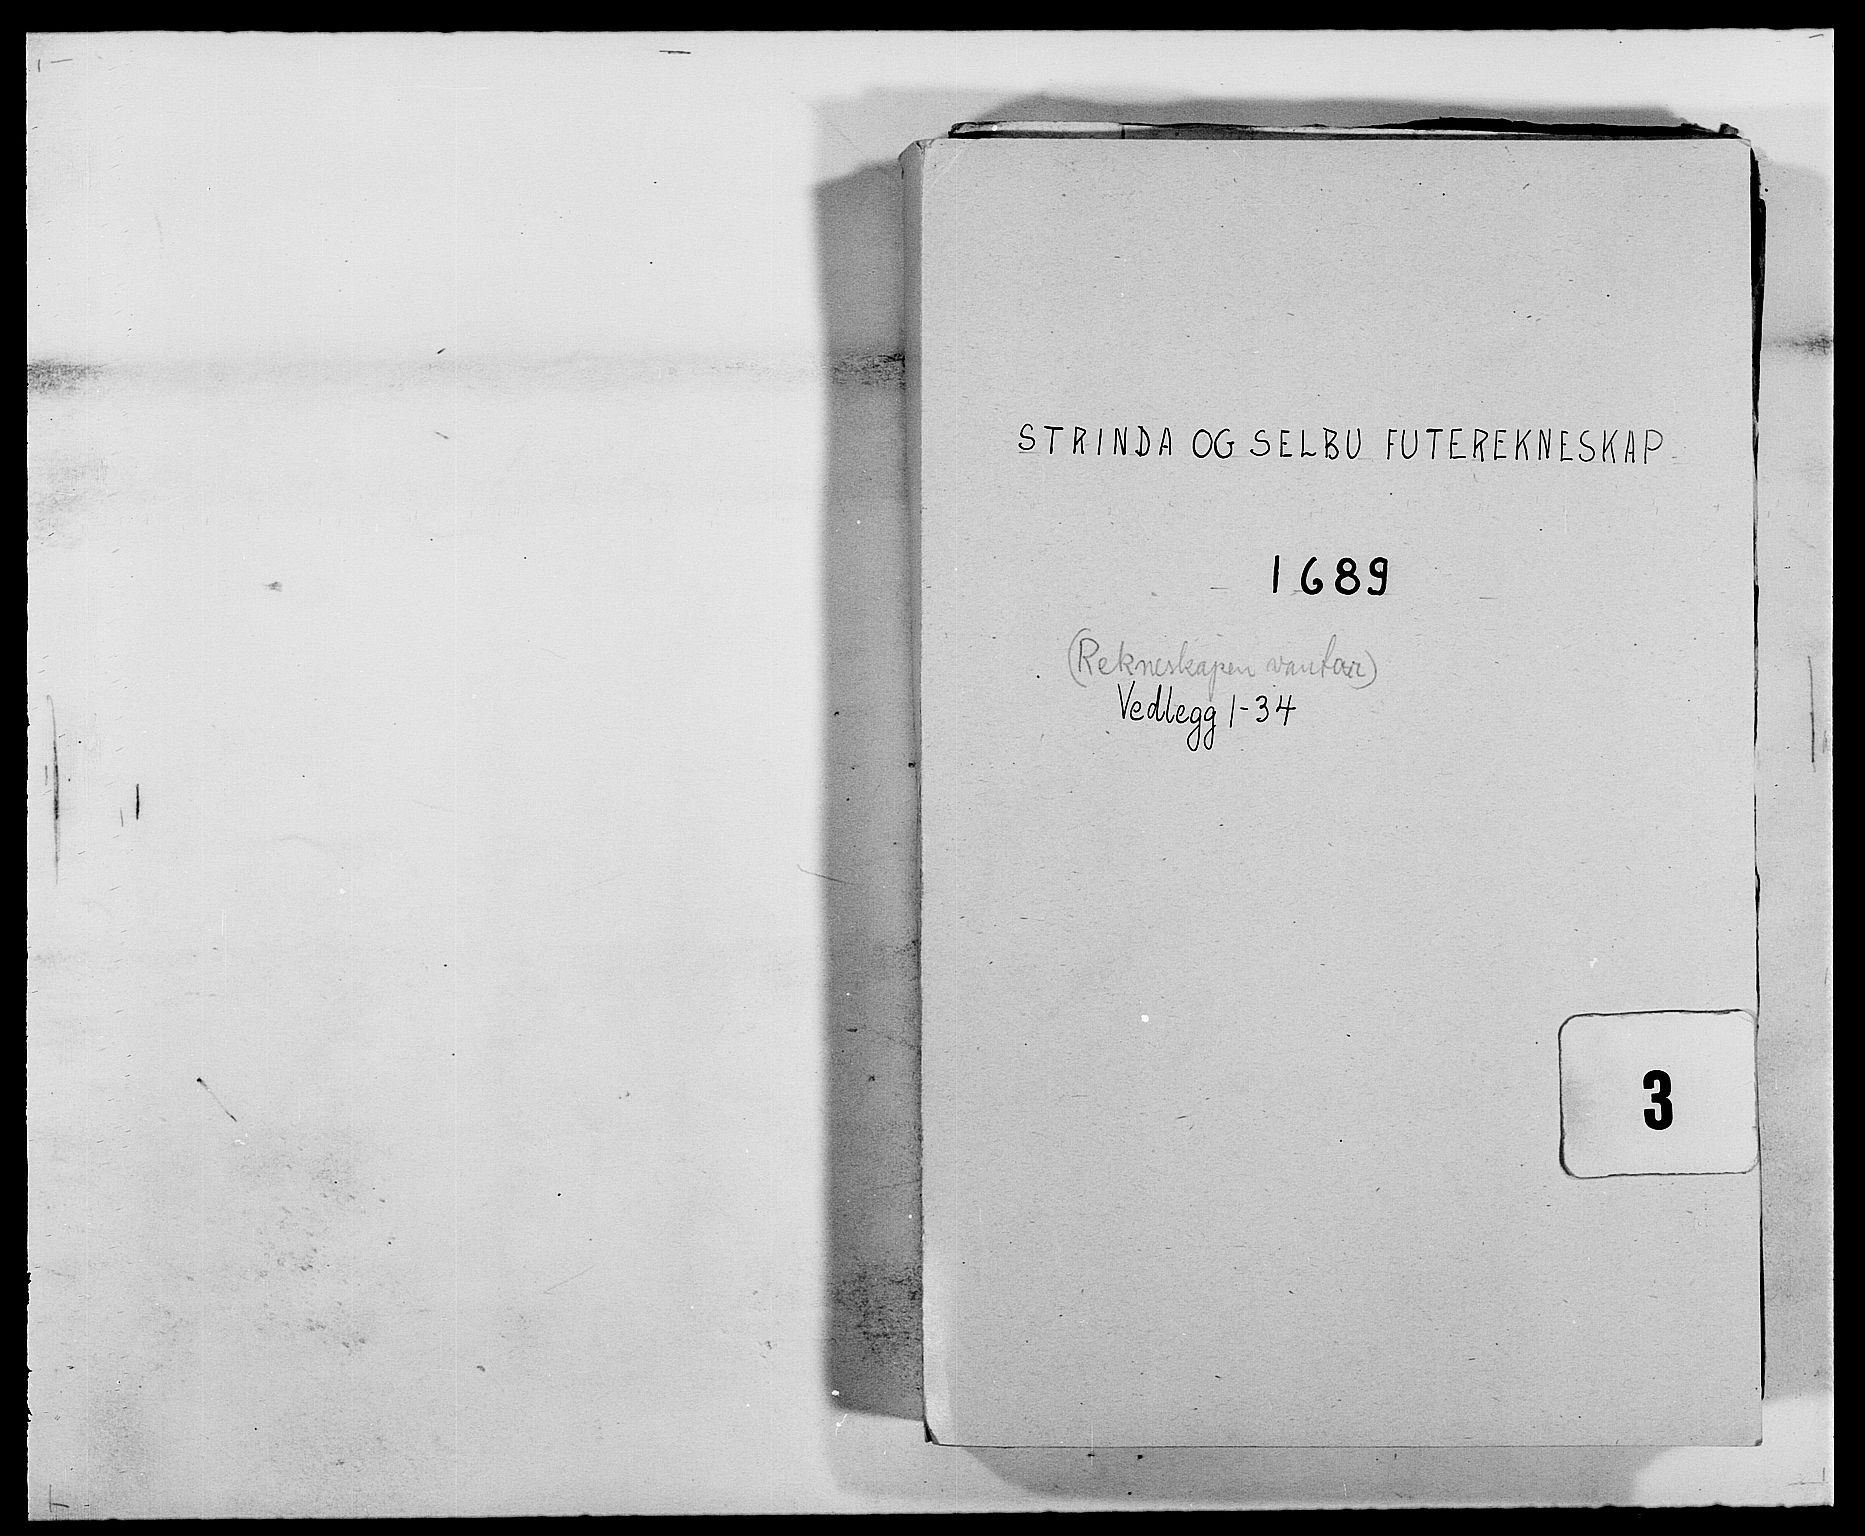 STRINDA OG SELBU FUTEREKNESKAP
1689
(Rekneskapen vantar)
Vedlegg 1-34
3